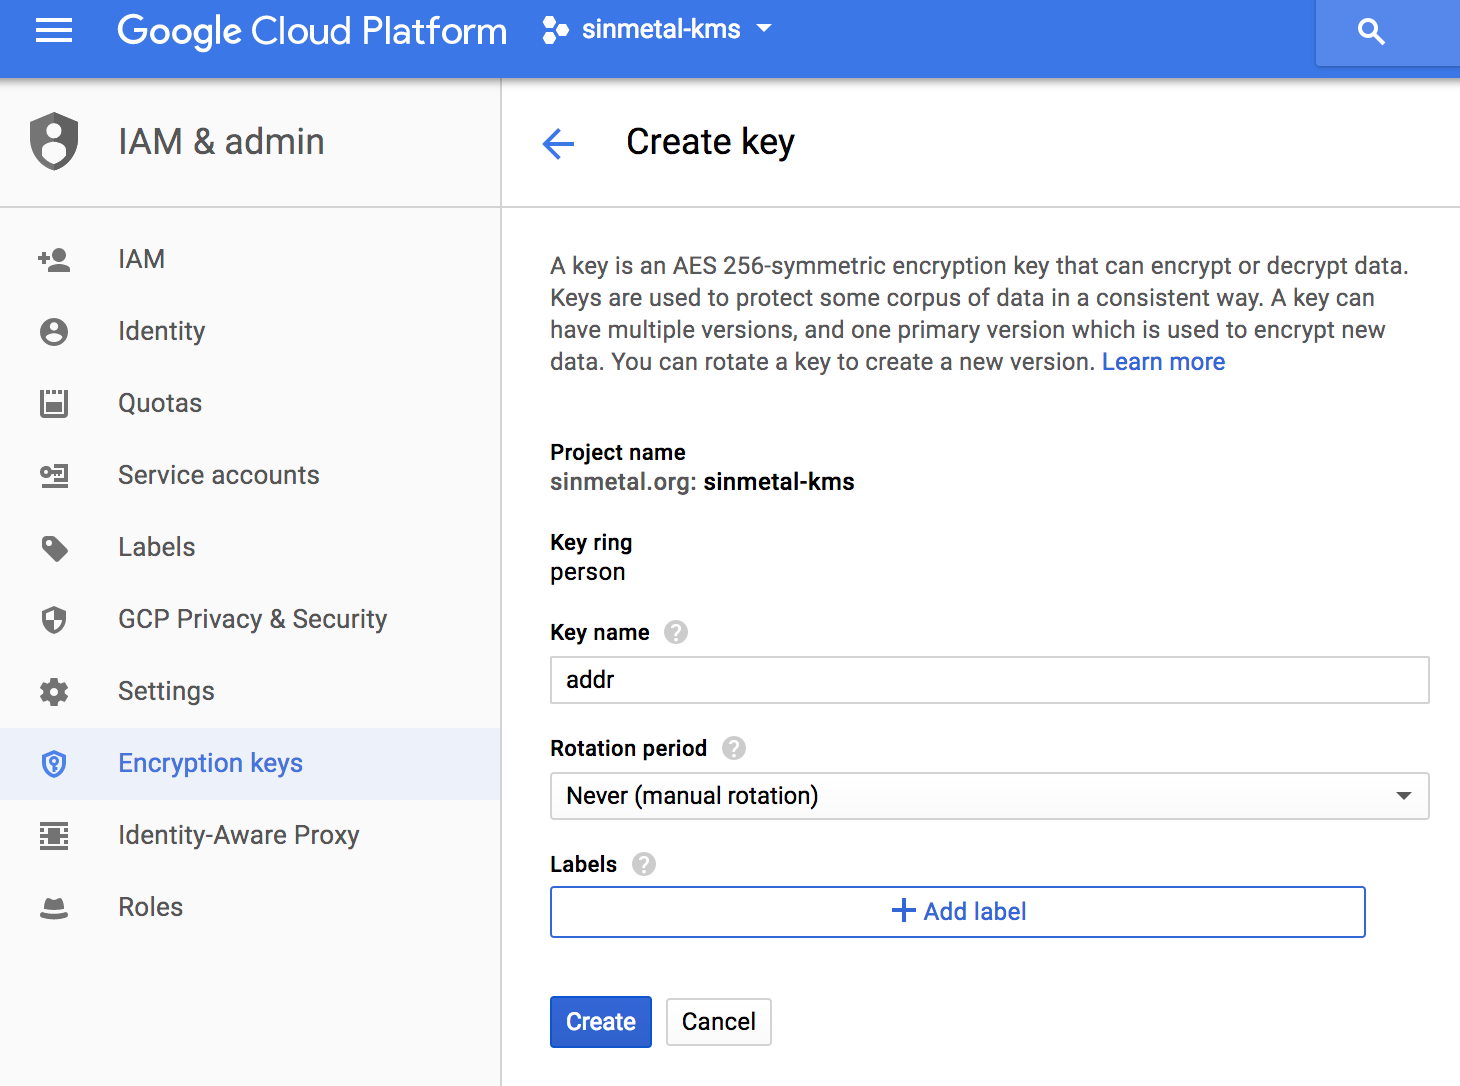 Google Cloud Platform
sinmetal-kms
IAM & admin
Create key
IAM
Identity
Quotas
Service accounts
Labels
GCP Privacy & Security
Settings
Encryption keys
Identity-Aware Proxy
Roles
A key is an AES 256-symmetric encryption key that can encrypt or decrypt data.
Keys are used to protect some corpus of data in a consistent way. A key can
have multiple versions, and one primary version which is used to encrypt new
data. You can rotate a key to create a new version. Learn more
Project name
sinmetal.org: sinmetal-kms
Key ring
person
Key name ?
addr
Rotation period ?
Never (manual rotation)
Labels ?
+ Add label
Create Cancel